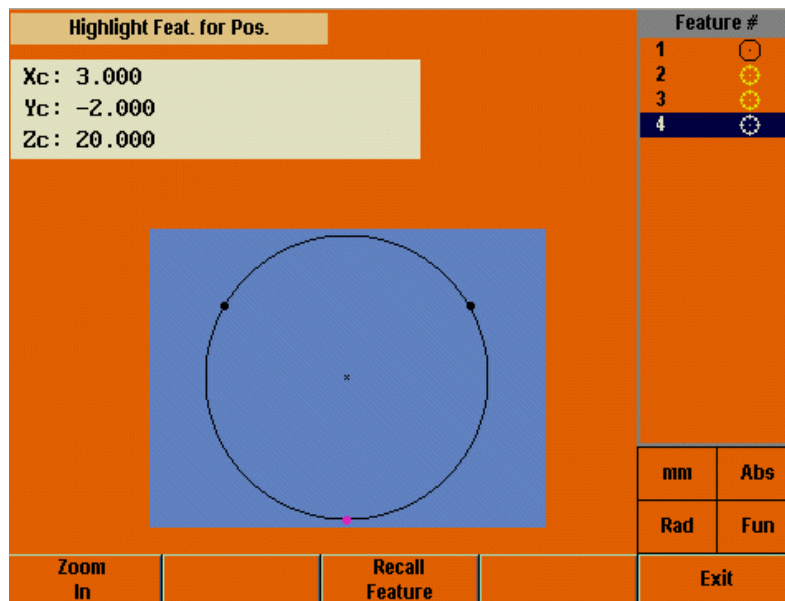 Highlight Feat. for Pos.
Feature #
Xc: 3.000
Yc: -2.000
Zc: 20.000
1
2
3
4
mm
Abs
Rad
Fun
Zoom
In
Recall
Feature
Exit